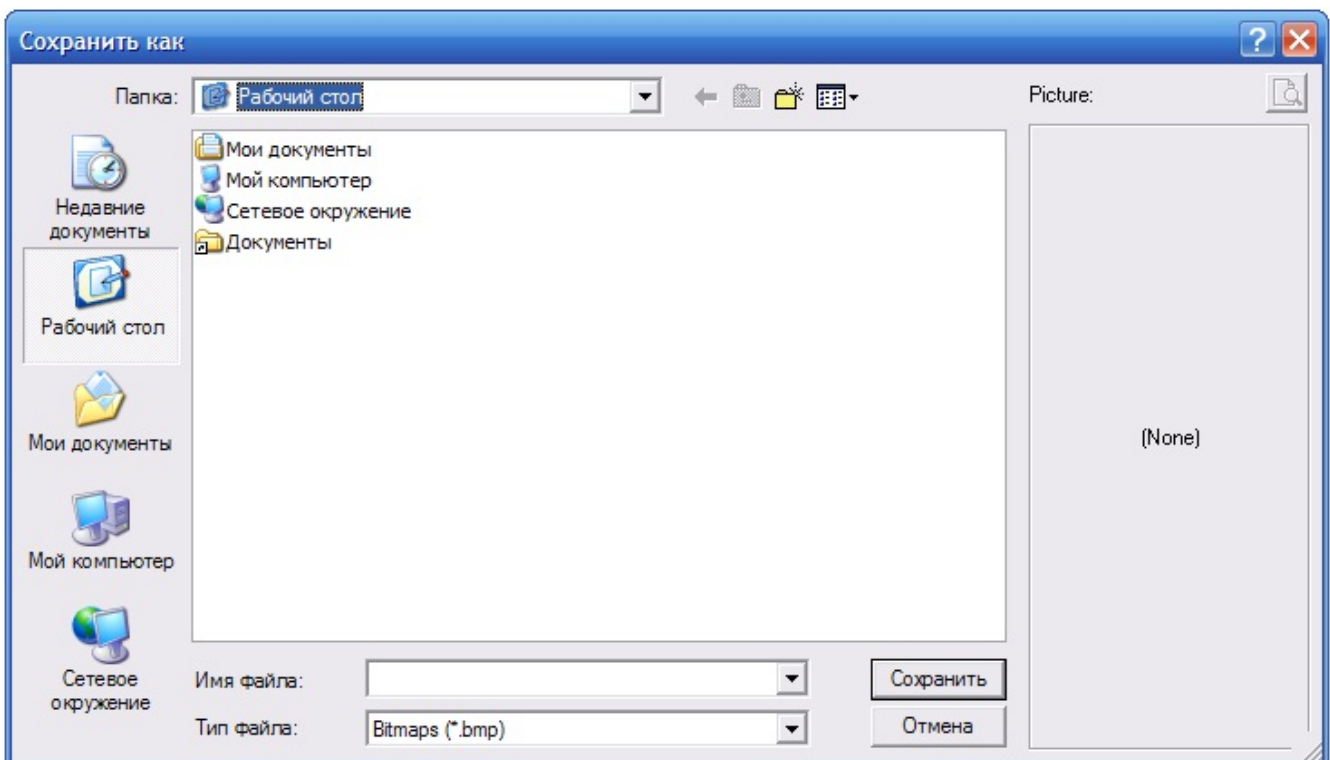 Сохранить как
Папка:
Рабочий стол
Picture:
Недавние
документы
Рабочий стол
Мои документы
Мой компьютер
Сетевое
окружение
Мои документы
Мой компьютер
Сетевое окружение
Документы
(None)
Имя файла:
Сохранить
Тип файла:
Bitmaps (*.bmp)
Отмена